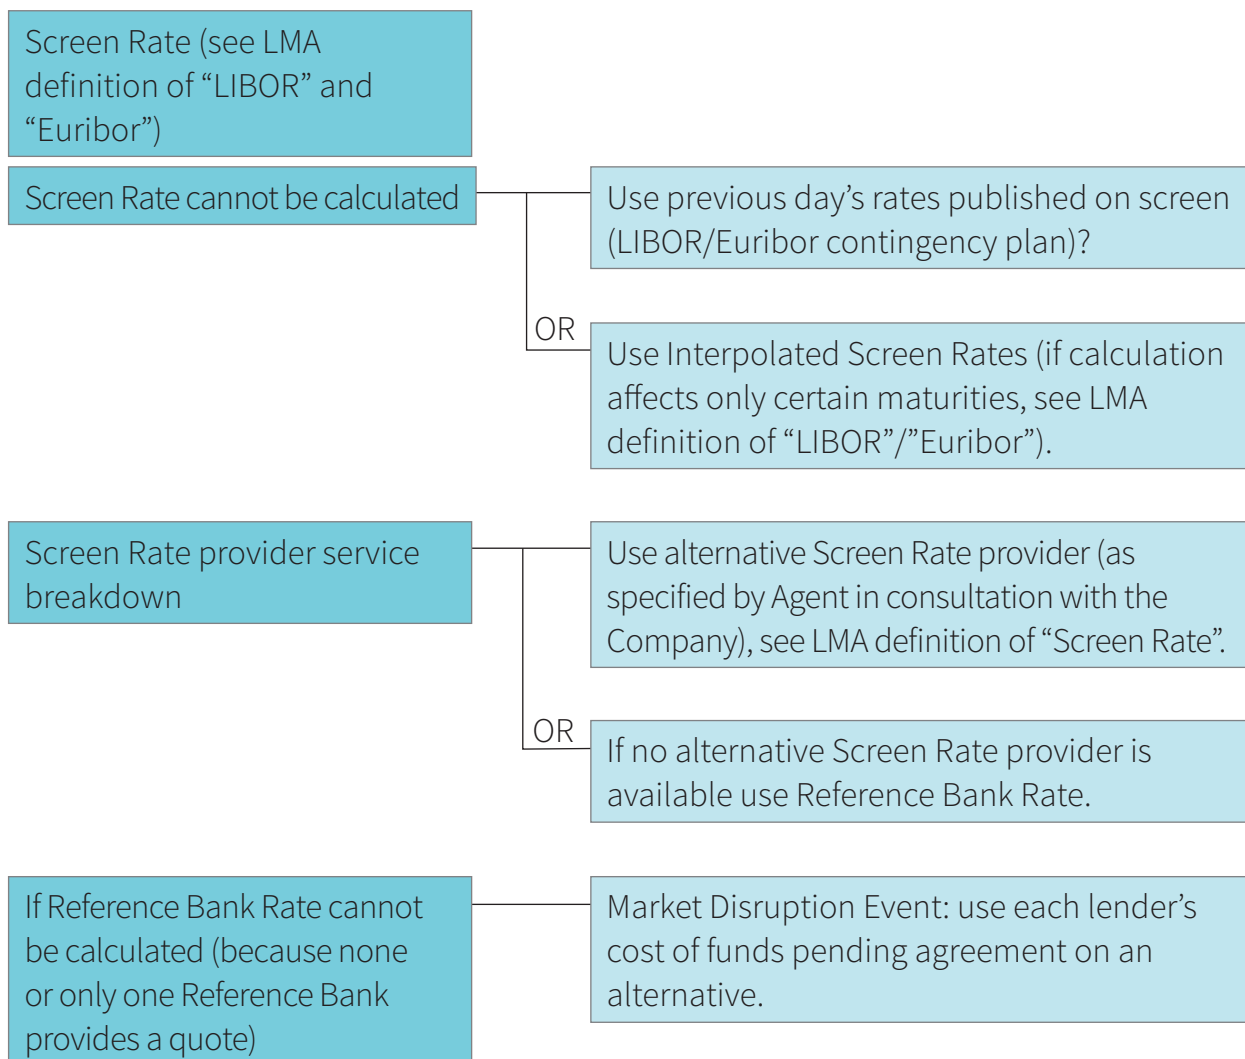 Screen Rate (see LMA
definition of “LIBOR” and
“Euribor”)
Screen Rate cannot be calculated
Use previous day’s rates published on screen
(LIBOR/Euribor contingency plan)?
OR
Use Interpolated Screen Rates (if calculation
affects only certain maturities, see LMA
definition of “LIBOR”/”Euribor”).
Screen Rate provider service
breakdown
Use alternative Screen Rate provider (as
specified by Agent in consultation with the
Company), see LMA definition of “Screen Rate”.
OR
If no alternative Screen Rate provider is
available use Reference Bank Rate.
If Reference Bank Rate cannot
be calculated (because none
or only one Reference Bank
provides a quote)
Market Disruption Event: use each lender’s
cost of funds pending agreement on an
alternative.